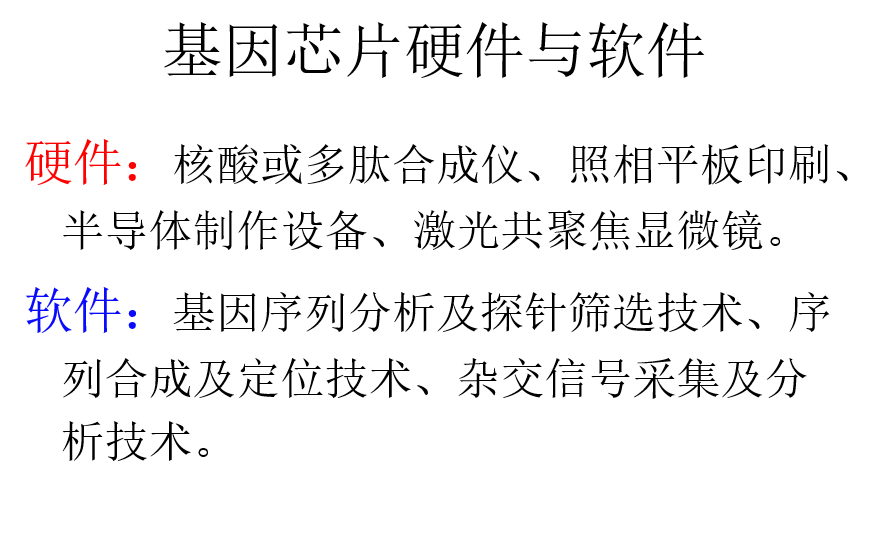 基因芯片硬件与软件
硬件：核酸或多肽合成仪、照相平板印刷、
半导体制作设备、激光共聚焦显微镜。
软件：基因序列分析及探针筛选技术、序
列合成及定位技术、杂交信号采集及分
析技术。